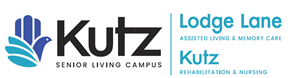 Kutz
SENIOR LIVING CAMPUS
Lodge Lane
ASSISTED LIVING & MEMORY CARE
Kutz
REHABILITATION & NURSING